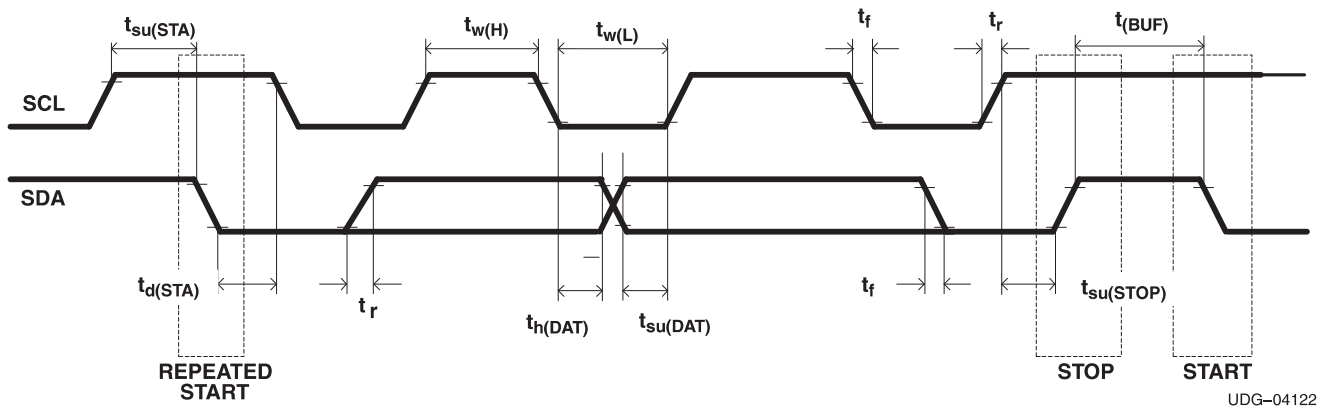 tsu(STA)
tw(H)
tw(L)
tf
tr
t(BUF)
SCL
SDA
td(STA)
tr
th(DAT)
tsu(DAT)
tf
tsu(STOP)
REPEATED
START
STOP
START
UDG–04122